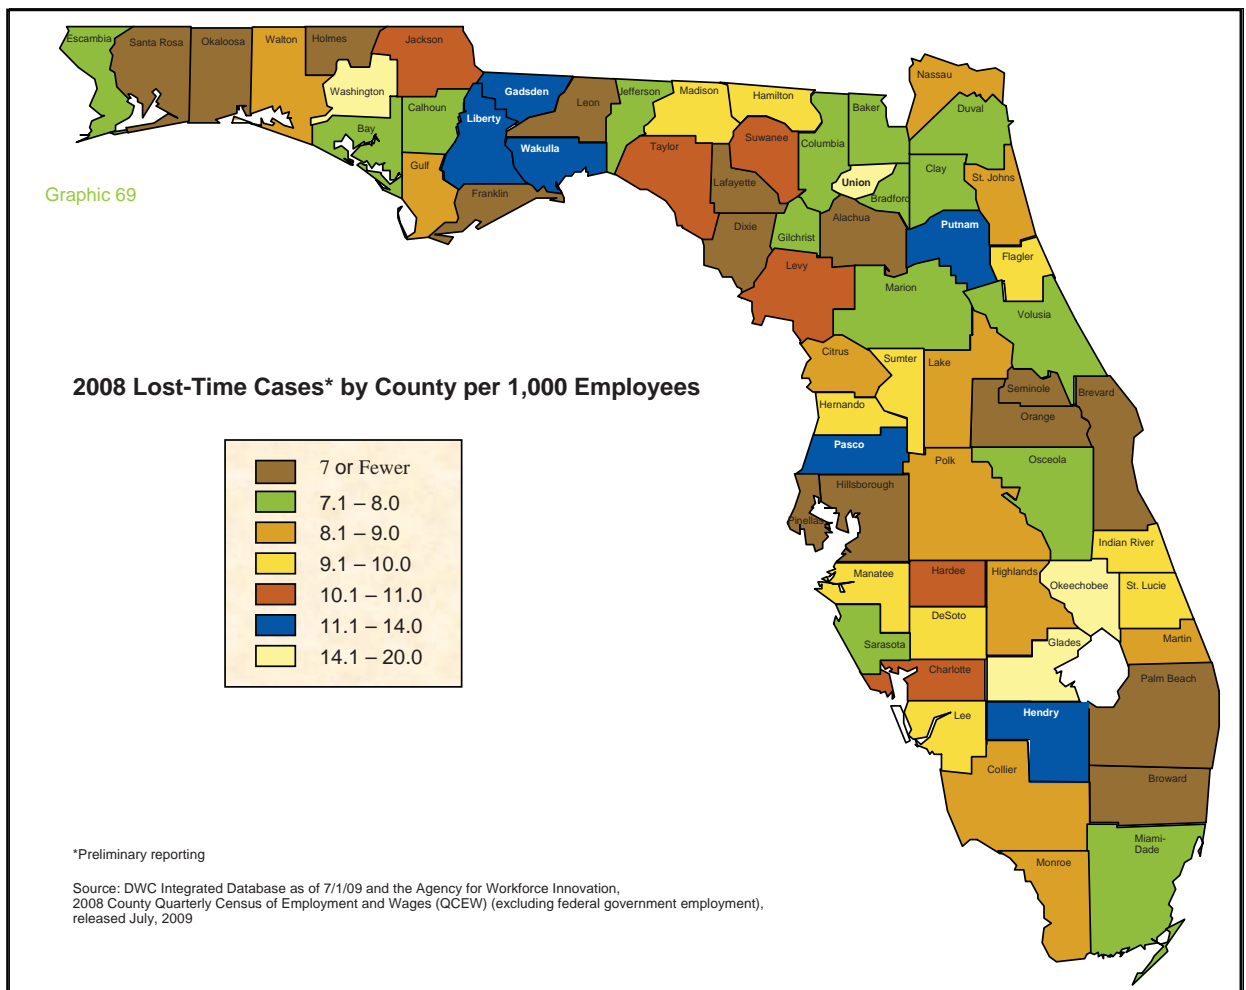 Escambia
Santa Rosa
Okaloosa
Walton
Holmes
Jackson
Washington
Bay
Calhoun
Gulf
Gadsden
Liberty
Wakulla
Franklin
Leon
Jefferson
Madison
Hamilton
Taylor
Suwanee
Lafayette
Dixie
Columbia
Baker
Nassau
Duval
Union
Bradford
Clay
St. Johns
Gilchrist
Alachua
Putnam
Flagler
Levy
Marion
Volusia
Citrus
Sumter
Lake
Seminole
Orange
Brevard
Hernando
Pasco
Polk
Osceola
Hillsborough
Pinellas
Indian River
Manatee
Hardee
Highlands
Okeechobee
St. Lucie
DeSoto
Sarasota
Glades
Martin
Charlotte
Palm Beach
Lee
Hendry
Collier
Broward
Monroe
Miami-
Dade
Graphic 69
2008 Lost-Time Cases* by County per 1,000 Employees
7 or Fewer
7.1 – 8.0
8.1 – 9.0
9.1 – 10.0
10.1 – 11.0
11.1 – 14.0
14.1 – 20.0
*Preliminary reporting
Source: DWC Integrated Database as of 7/1/09 and the Agency for Workforce Innovation,
2008 County Quarterly Census of Employment and Wages (QCEW) (excluding federal government employment),
released July, 2009